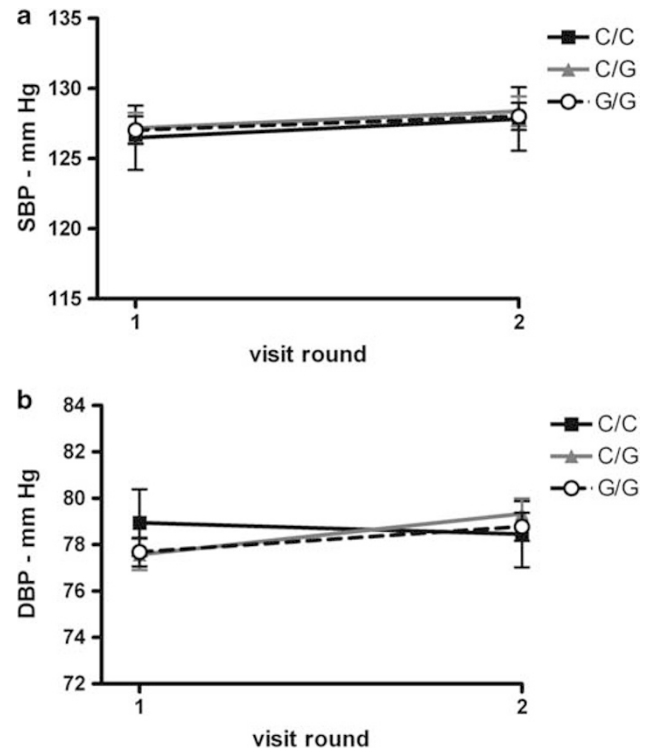 a
135
130
125
120
115
SBP - mm Hg
1
2
visit round
C/C
C/G
G/G
b
84
82
80
78
76
74
72
DBP - mm Hg
1
2
visit round
C/C
C/G
G/G